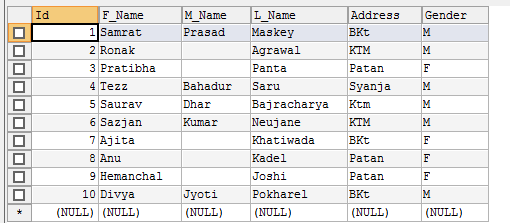 Id F_Name M_Name L_Name Address Gender
1 Samrat Prasad Maskey BKt M
2 Ronak Agrawal KTM M
3 Pratibha Panta Patan F
4 Tezz Bahadur Saru Syanja M
5 Saurav Dhar Bajracharya Ktm M
6 Sazjan Kumar Neujane KTM M
7 Ajita Khatiwada BKt F
8 Anu Kadel Patan F
9 Hemanchal Joshi Patan F
10 Divya Jyoti Pokharel BKt M
* (NULL) (NULL) (NULL) (NULL) (NULL) (NULL)